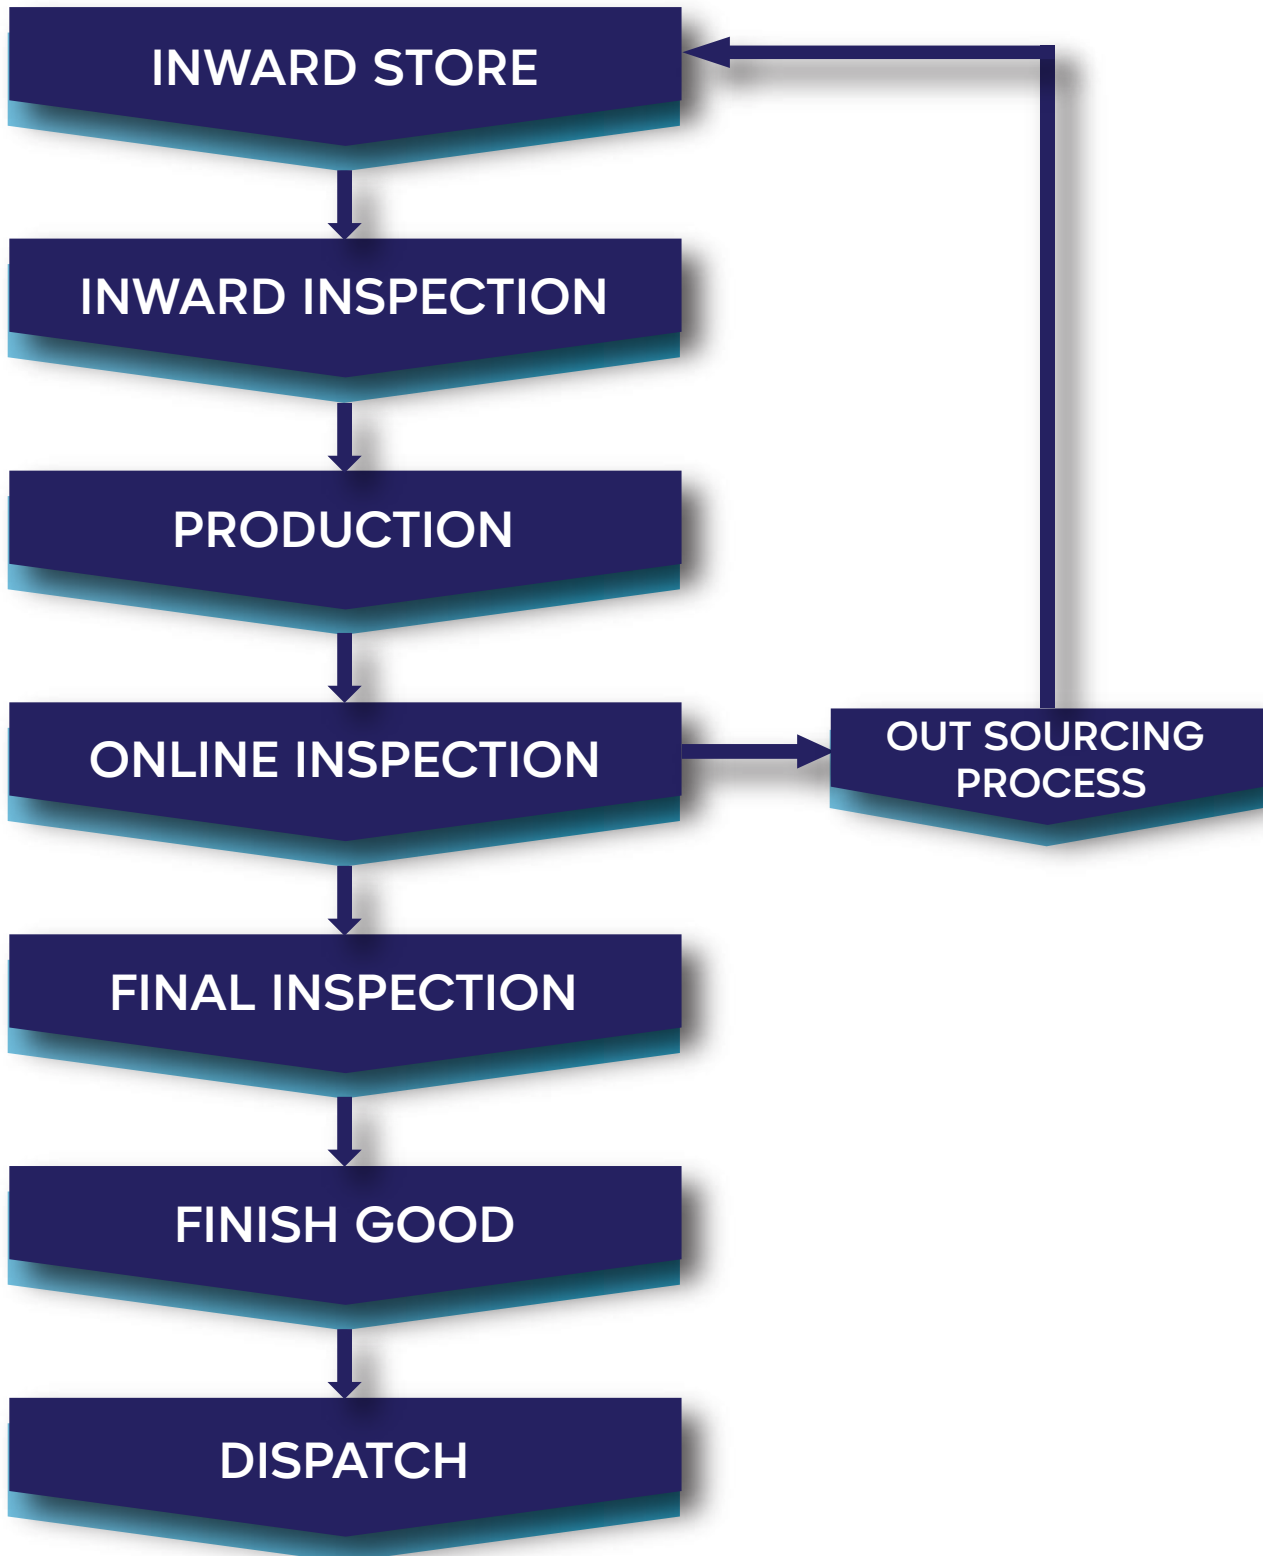 INWARD STORE
INWARD INSPECTION
PRODUCTION
ONLINE INSPECTION
OUT SOURCING
PROCESS
FINAL INSPECTION
FINISH GOOD
DISPATCH